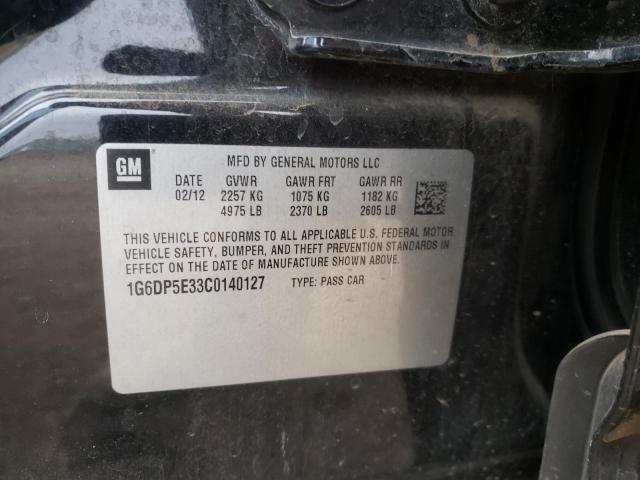 GM
MFD BY GENERAL MOTORS LLC
DATE GVWR GAWR FRT GAWR RR
02/12 2257 KG 1075 KG 1182 KG
4975 LB 2370 LB 2605 LB
THIS VEHICLE CONFORMS TO ALL APPLICABLE U.S. FEDERAL MOTOR
VEHICLE SAFETY, BUMPER, AND THEFT PREVENTION STANDARDS IN
EFFECT ON THE DATE OF MANUFACTURE SHOWN ABOVE.
1G6DP5E33C0140127 TYPE: PASS CAR